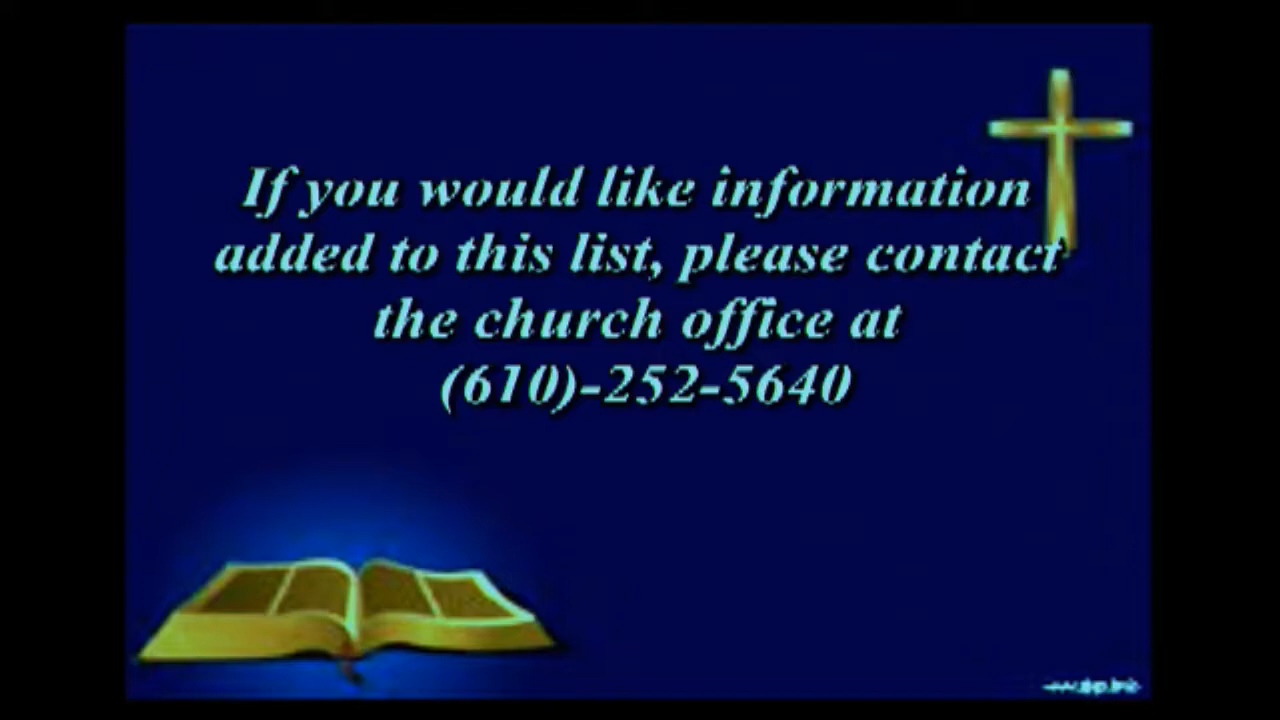 If you would like information
added to this list, please contact
the church office at
(610)-252-5640